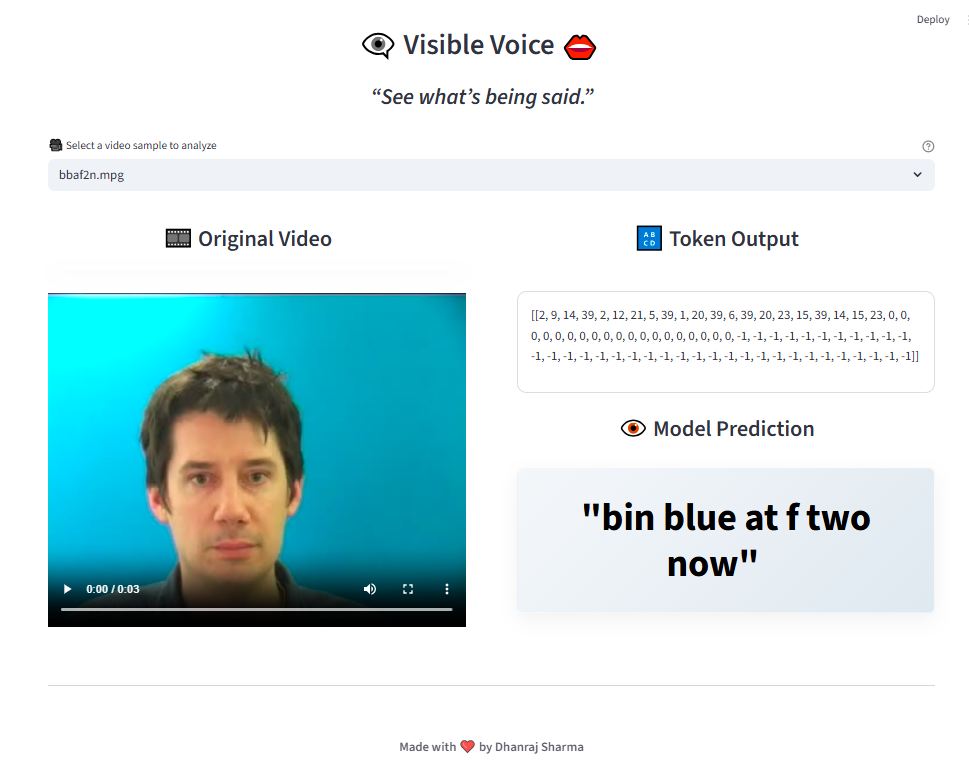 Deploy
Visible Voice
“See what’s being said.”
Select a video sample to analyze
bbaf2n.mpg
Original Video
Token Output
[[2, 9, 14, 39, 2, 12, 21, 5, 39, 1, 20, 39, 6, 39, 20, 23, 15, 39, 14, 15, 23, 0, 0,
0, 0, 0, 0, 0, 0, 0, 0, 0, 0, 0, 0, 0, 0, 0, 0, 0, -1, -1, -1, -1, -1, -1, -1, -1, -1, -1, -1,
-1, -1, -1, -1, -1, -1, -1, -1, -1, -1, -1, -1, -1, -1, -1, -1, -1, -1, -1, -1, -1, -1, -1, -1]]
0:00 / 0:03
Model Prediction
"bin blue at f two
now"
Made with ❤️ by Dhanraj Sharma